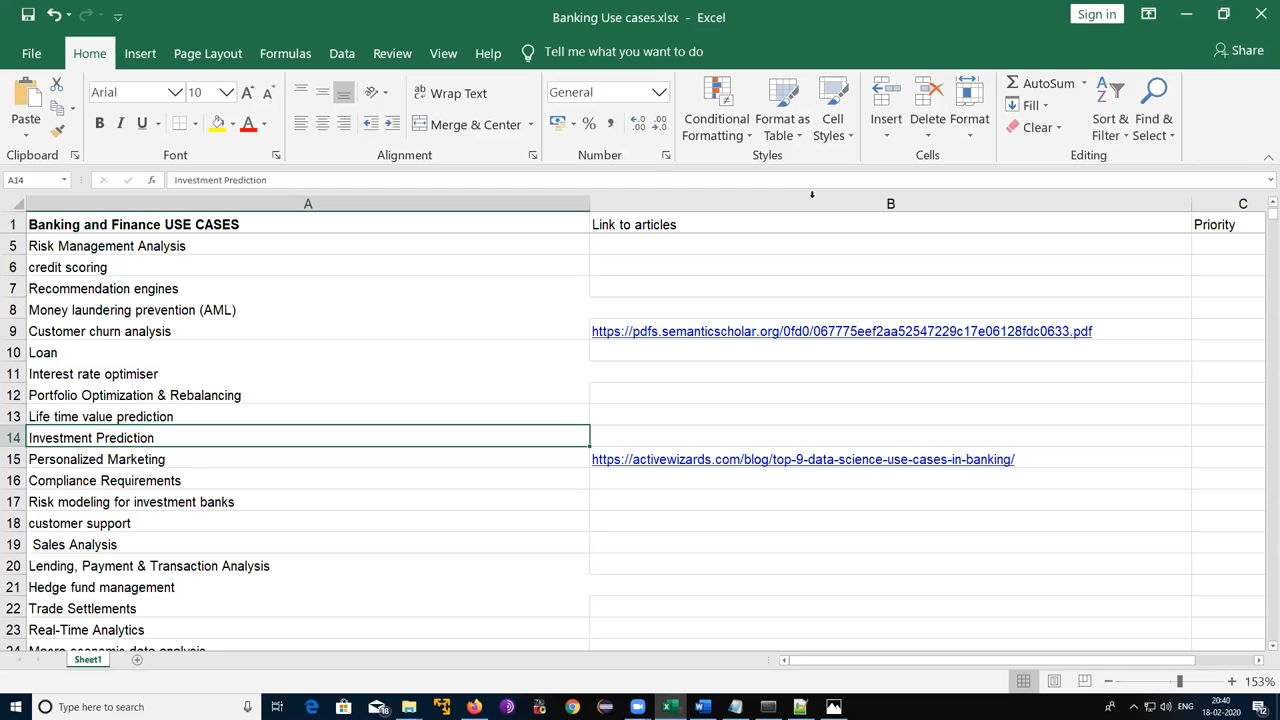 Banking Use cases.xlsx - Excel
Sign in
File Home Insert Page Layout Formulas Data Review View Help Tell me what you want to do
Share
Paste
Arial 10
Wrap Text
General
Merge & Center
Conditional Formatting
Format as Table
Cell Styles
Insert
Delete
Format
AutoSum
Fill
Clear
Sort & Filter
Find & Select
Clipboard Font Alignment Number Styles Cells Editing
A14 fx Investment Prediction
A B C
1 Banking and Finance USE CASES Link to articles Priority
5 Risk Management Analysis
6 credit scoring
7 Recommendation engines
8 Money laundering prevention (AML)
9 Customer churn analysis https://pdfs.semanticscholar.org/0fd0/067775eef2aa52547229c17e06128fdc0633.pdf
10 Loan
11 Interest rate optimiser
12 Portfolio Optimization & Rebalancing
13 Life time value prediction
14 Investment Prediction
15 Personalized Marketing https://activewizards.com/blog/top-9-data-science-use-cases-in-banking/
16 Compliance Requirements
17 Risk modeling for investment banks
18 customer support
19 Sales Analysis
20 Lending, Payment & Transaction Analysis
21 Hedge fund management
22 Trade Settlements
23 Real-Time Analytics
24 Macro economic data analysis
Sheet1
153%
Type here to search
ENG
20:40
18-02-2020